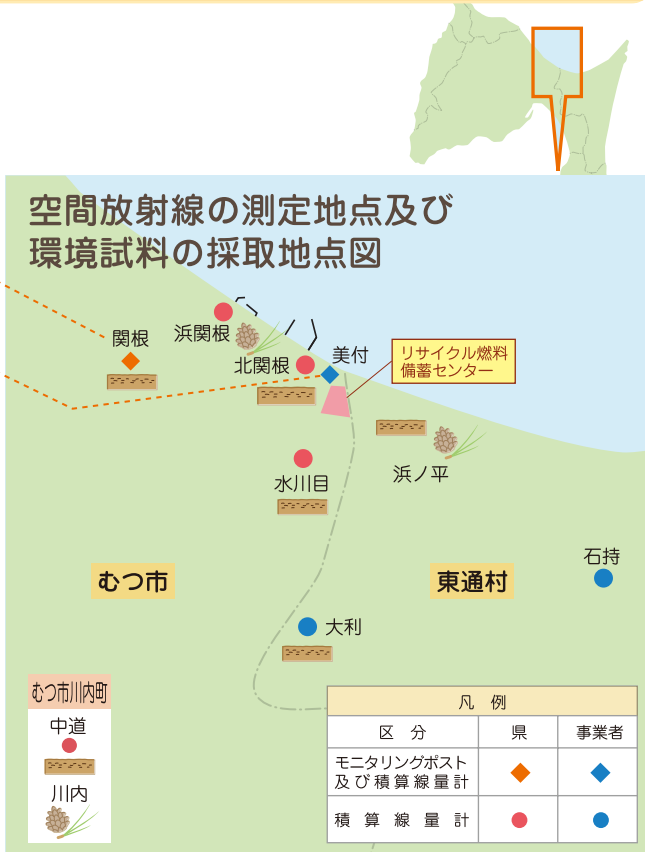 空間放射線の測定地点及び
環境試料の採取地点図
関根
浜関根
北関根
美付
リサイクル燃料
備蓄センター
水川目
浜ノ平
むつ市
東通村
石持
大利
むつ市川内町
中道
川内
凡 例
区 分 県 事業者
モニタリングポスト
及び積算線量計
積算線量計